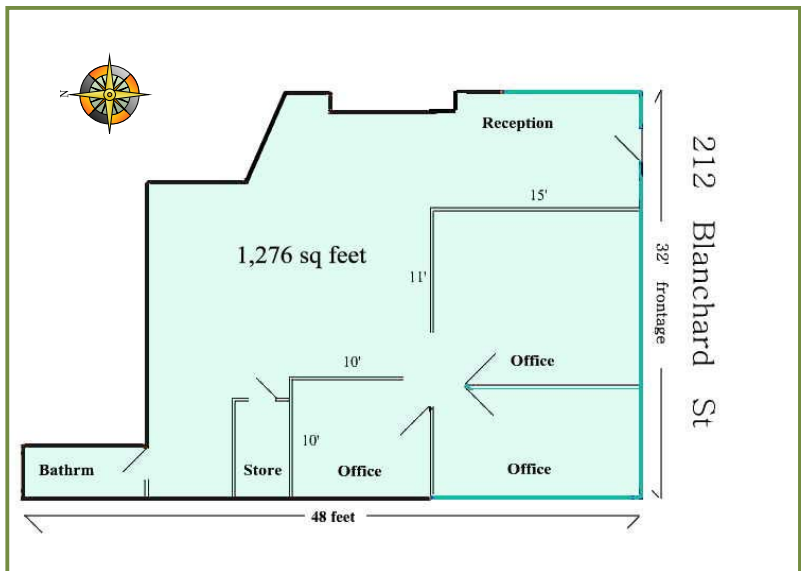 N
Reception
15'
1,276 sq feet
11'
32' frontage
212 Blanchard St
10'
Office
10'
Bathrm
Store
Office
Office
48 feet